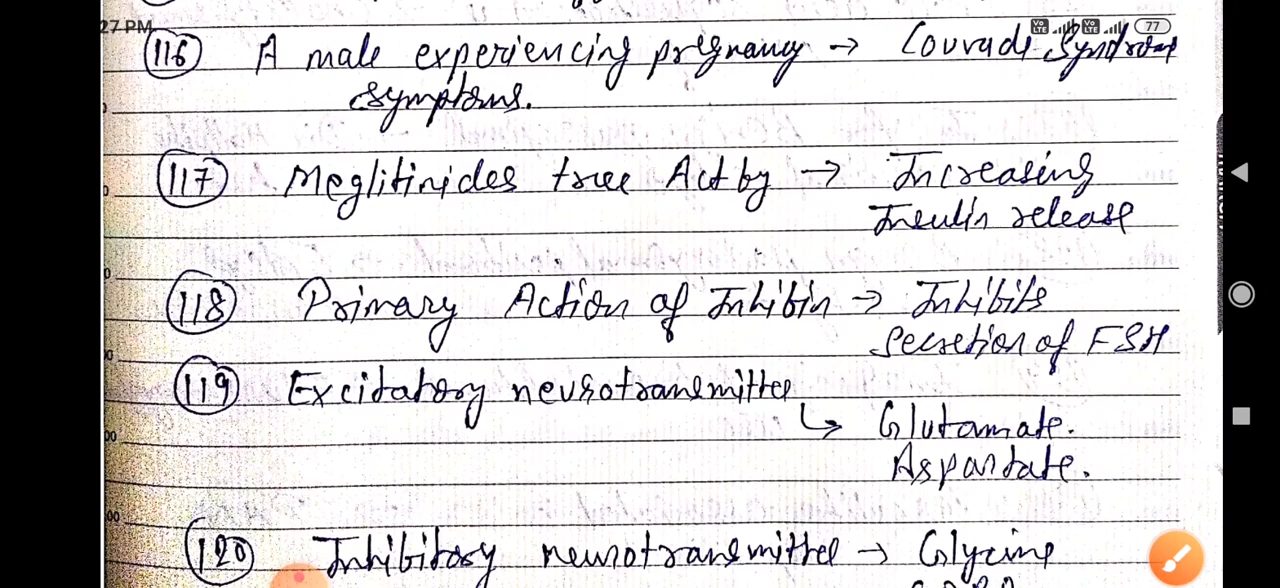 27 PM
77
116 A male experiencing pregnancy → Couvade Syndrome
symptoms.
117 Meglitinides true Act by → Increasing
Insulin release
118 Primary Action of Inhibin → Inhibits
secretion of FSH
119 Excitatory neurotransmitter
↳ Glutamate.
Aspartate.
120 Inhibitory neurotransmitter → Glycine